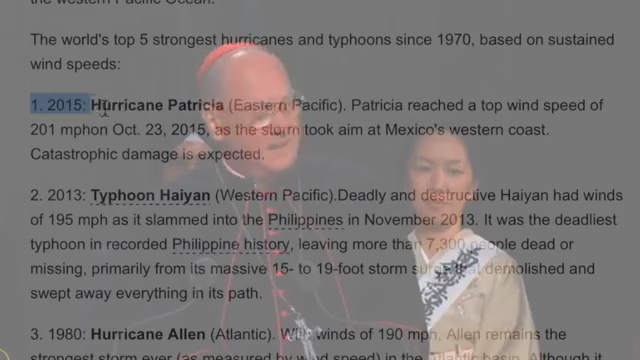 the western Pacific Ocean.
The world's top 5 strongest hurricanes and typhoons since 1970, based on sustained
wind speeds:
1. 2015: Hurricane Patricia (Eastern Pacific). Patricia reached a top wind speed of
201 mphon Oct. 23, 2015, as the storm took aim at Mexico's western coast.
Catastrophic damage is expected.
2. 2013: Typhoon Haiyan (Western Pacific).Deadly and destructive Haiyan had winds
of 195 mph as it slammed into the Philippines in November 2013. It was the deadliest
typhoon in recorded Philippine history, leaving more than 7,300 people dead or
missing, primarily from its massive 15- to 19-foot storm surge that demolished and
swept away everything in its path.
3. 1980: Hurricane Allen (Atlantic). With winds of 190 mph, Allen remains the
strongest storm ever (as measured by wind speed) in the Atlantic basin. Although it